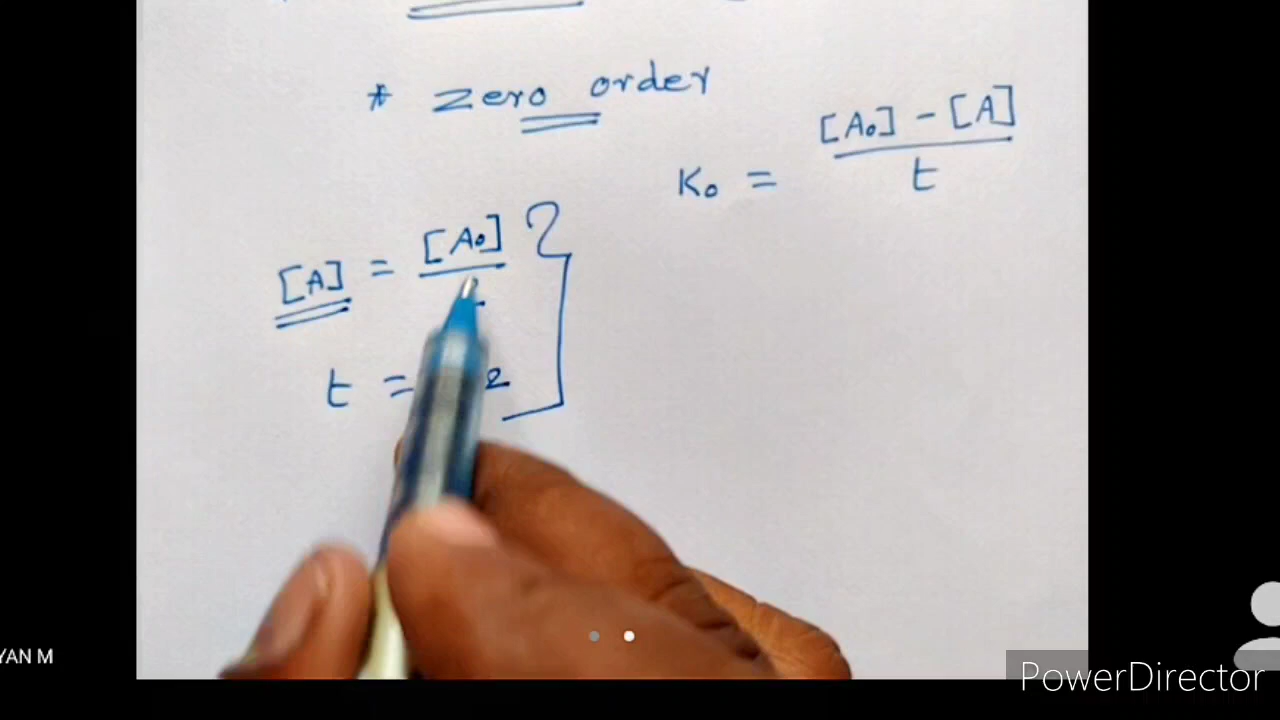 * zero order
K₀ = [A₀] - [A] / t
[A] = [A₀] /
t =
YAN M
PowerDirector